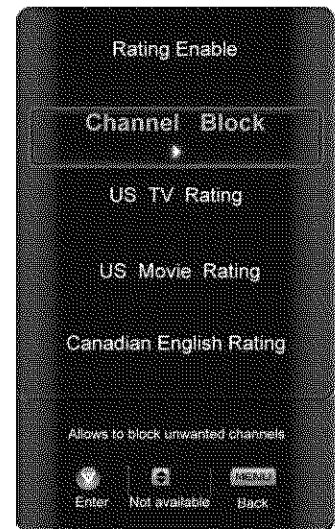 Rating Enable
Channel Block
US TV Rating
US Movie Rating
Canadian English Rating
Allows to block unwanted channels
MENU
Enter Not available Back